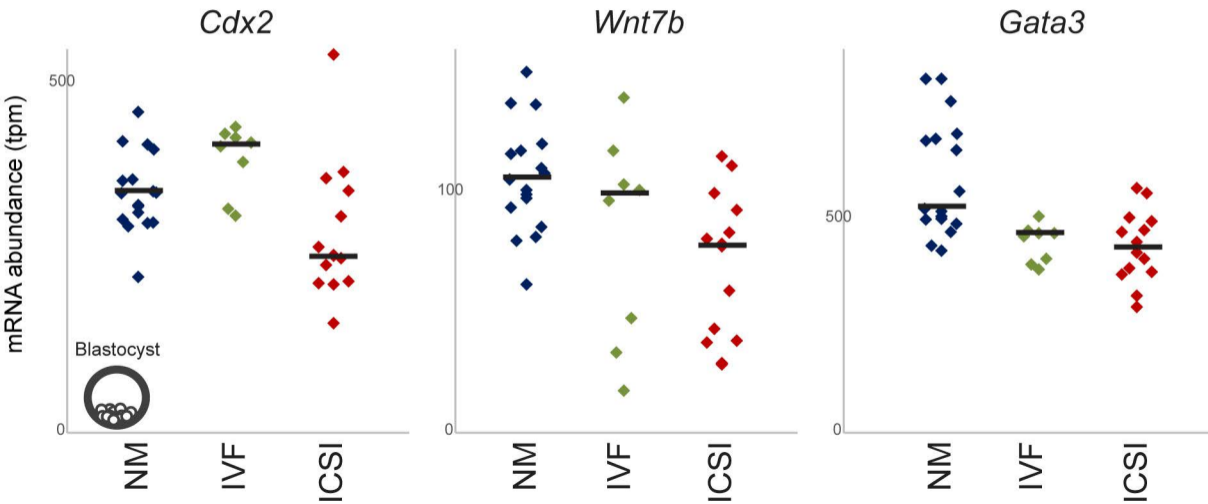 Cdx2
Wnt7b
Gata3
mRNA abundance (tpm)
500
0
Blastocyst
NM
IVF
ICSI
100
0
NM
IVF
ICSI
500
0
NM
IVF
ICSI